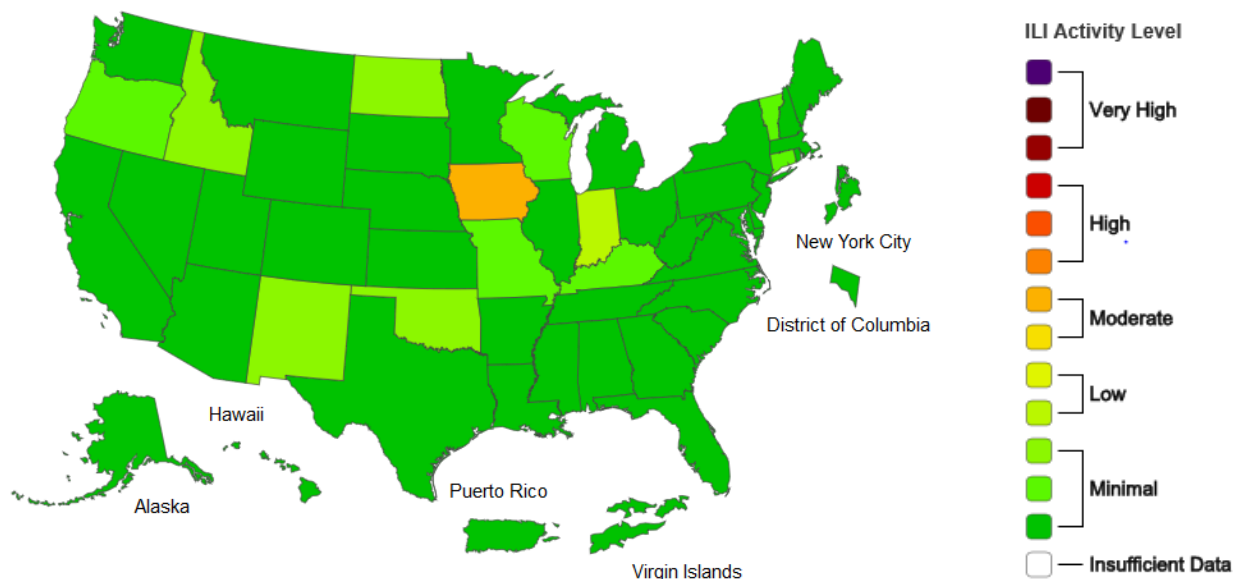 ILI Activity Level
Very High
High
Moderate
Low
Minimal
Insufficient Data
New York City
District of Columbia
Hawaii
Alaska
Puerto Rico
Virgin Islands